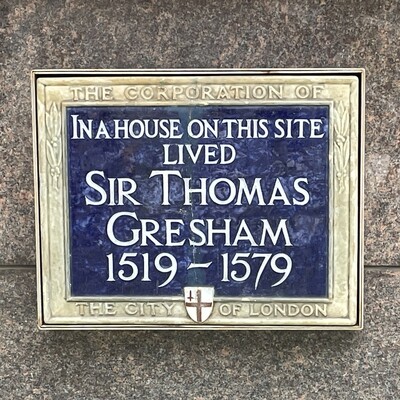 THE CORPORATION OF
IN A HOUSE ON THIS SITE
LIVED
SIR THOMAS
GRESHAM
1519 – 1579
THE CITY OF LONDON